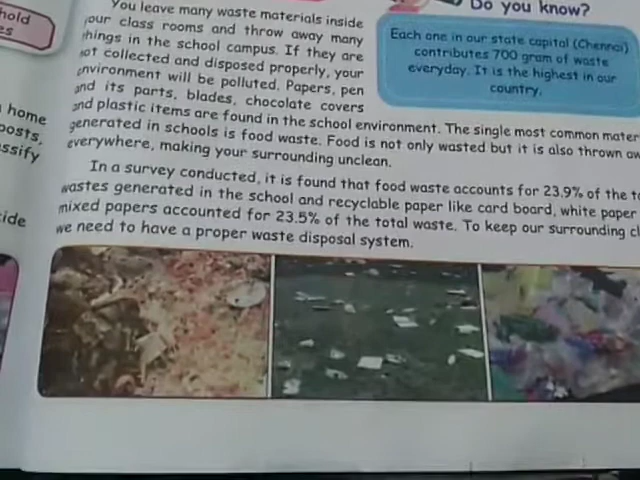 hold
es
home
posts,
assify
ide
You leave many waste materials inside
your class rooms and throw away many
things in the school campus. If they are
not collected and disposed properly, your
environment will be polluted. Papers, pen
and its parts, blades, chocolate covers
and plastic items are found in the school environment. The single most common mater
generated in schools is food waste. Food is not only wasted but it is also thrown aw
everywhere, making your surrounding unclean.
Do you know?
Each one in our state capital (Chennai)
contributes 700 gram of waste
everyday. It is the highest in our
country.
In a survey conducted, it is found that food waste accounts for 23.9% of the to
wastes generated in the school and recyclable paper like card board, white paper
mixed papers accounted for 23.5% of the total waste. To keep our surrounding cl
we need to have a proper waste disposal system.